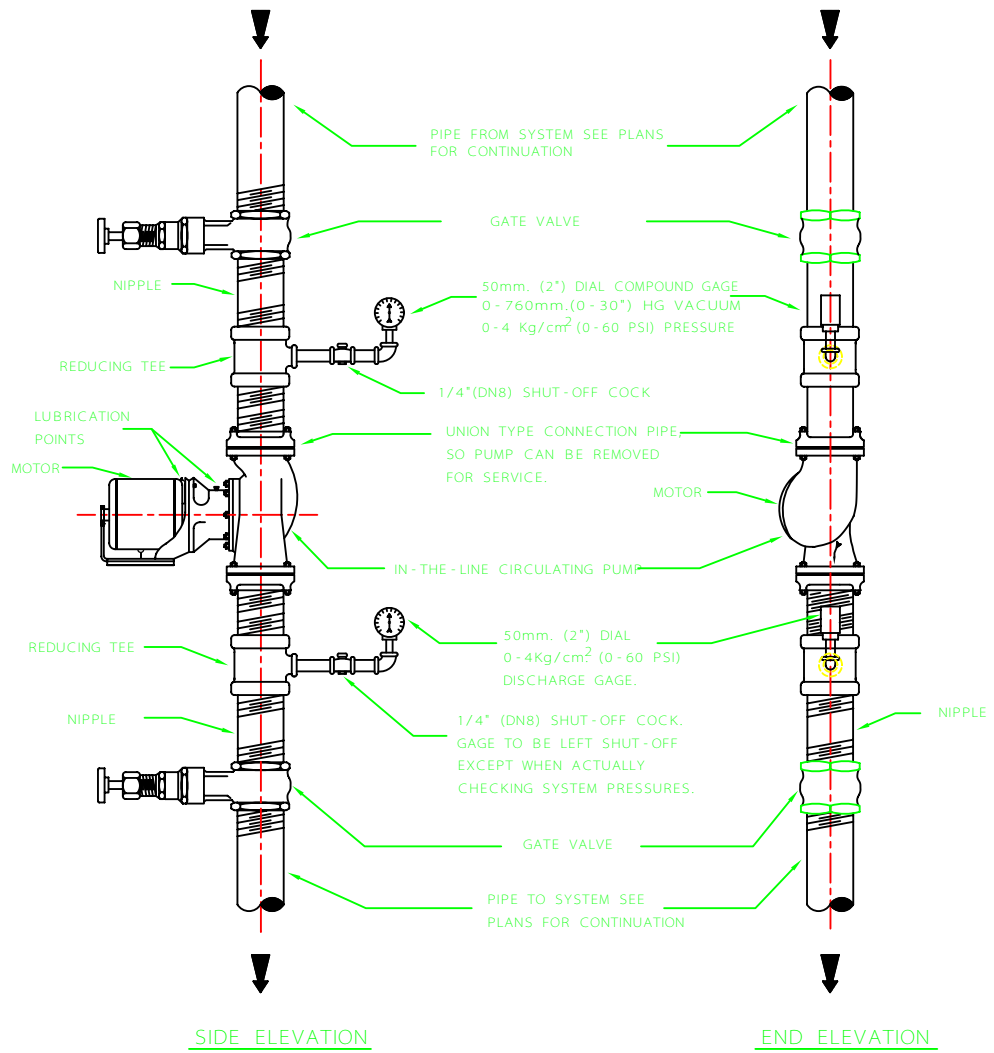 PIPE FROM SYSTEM SEE PLANS
FOR CONTINUATION
GATE VALVE
NIPPLE
50mm. (2") DIAL COMPOUND GAGE
0-760mm.(0-30") HG VACUUM
0-4 Kg/cm² (0-60 PSI) PRESSURE
REDUCING TEE
1/4"(DN8) SHUT-OFF COCK
LUBRICATION
POINTS
MOTOR
UNION TYPE CONNECTION PIPE,
SO PUMP CAN BE REMOVED
FOR SERVICE.
MOTOR
IN-THE-LINE CIRCULATING PUMP
REDUCING TEE
50mm. (2") DIAL
0-4Kg/cm² (0-60 PSI)
DISCHARGE GAGE.
NIPPLE
1/4" (DN8) SHUT-OFF COCK.
GAGE TO BE LEFT SHUT-OFF
EXCEPT WHEN ACTUALLY
CHECKING SYSTEM PRESSURES.
NIPPLE
GATE VALVE
PIPE TO SYSTEM SEE
PLANS FOR CONTINUATION
SIDE ELEVATION
END ELEVATION